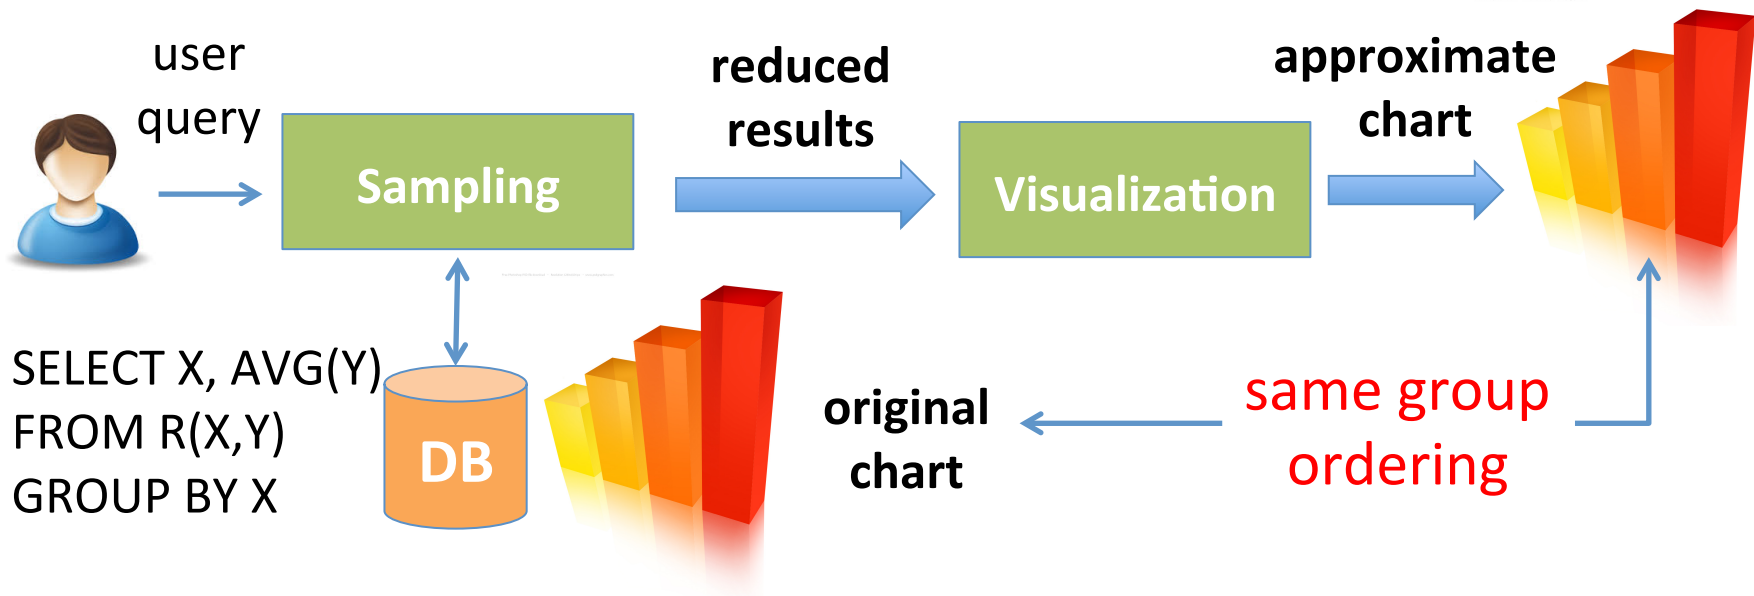 user
query
Sampling
reduced
results
Visualization
approximate
chart
SELECT X, AVG(Y)
FROM R(X,Y)
GROUP BY X
DB
original
chart
same group
ordering